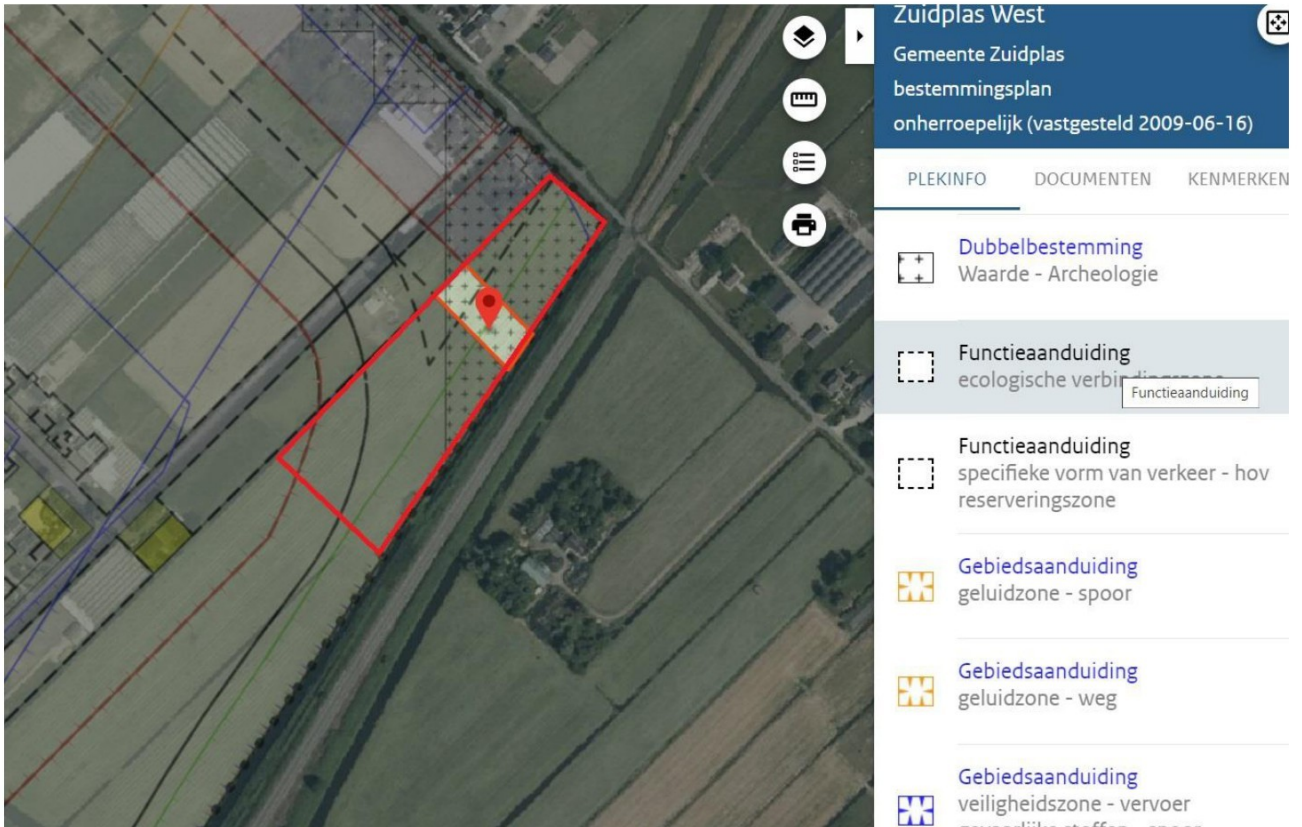 Zuidplas West
Gemeente Zuidplas
bestemmingsplan
onherroepelijk (vastgesteld 2009-06-16)
PLEKINFO DOCUMENTEN KENMERKEN
Dubbelbestemming
Waarde - Archeologie
Functieaanduiding
ecologische
Functieaanduiding
Functieaanduiding
specifieke vorm van verkeer - hov
reserveringszone
Gebiedsaanduiding
geluidzone - spoor
Gebiedsaanduiding
geluidzone - weg
Gebiedsaanduiding
veiligheidszone - vervoer